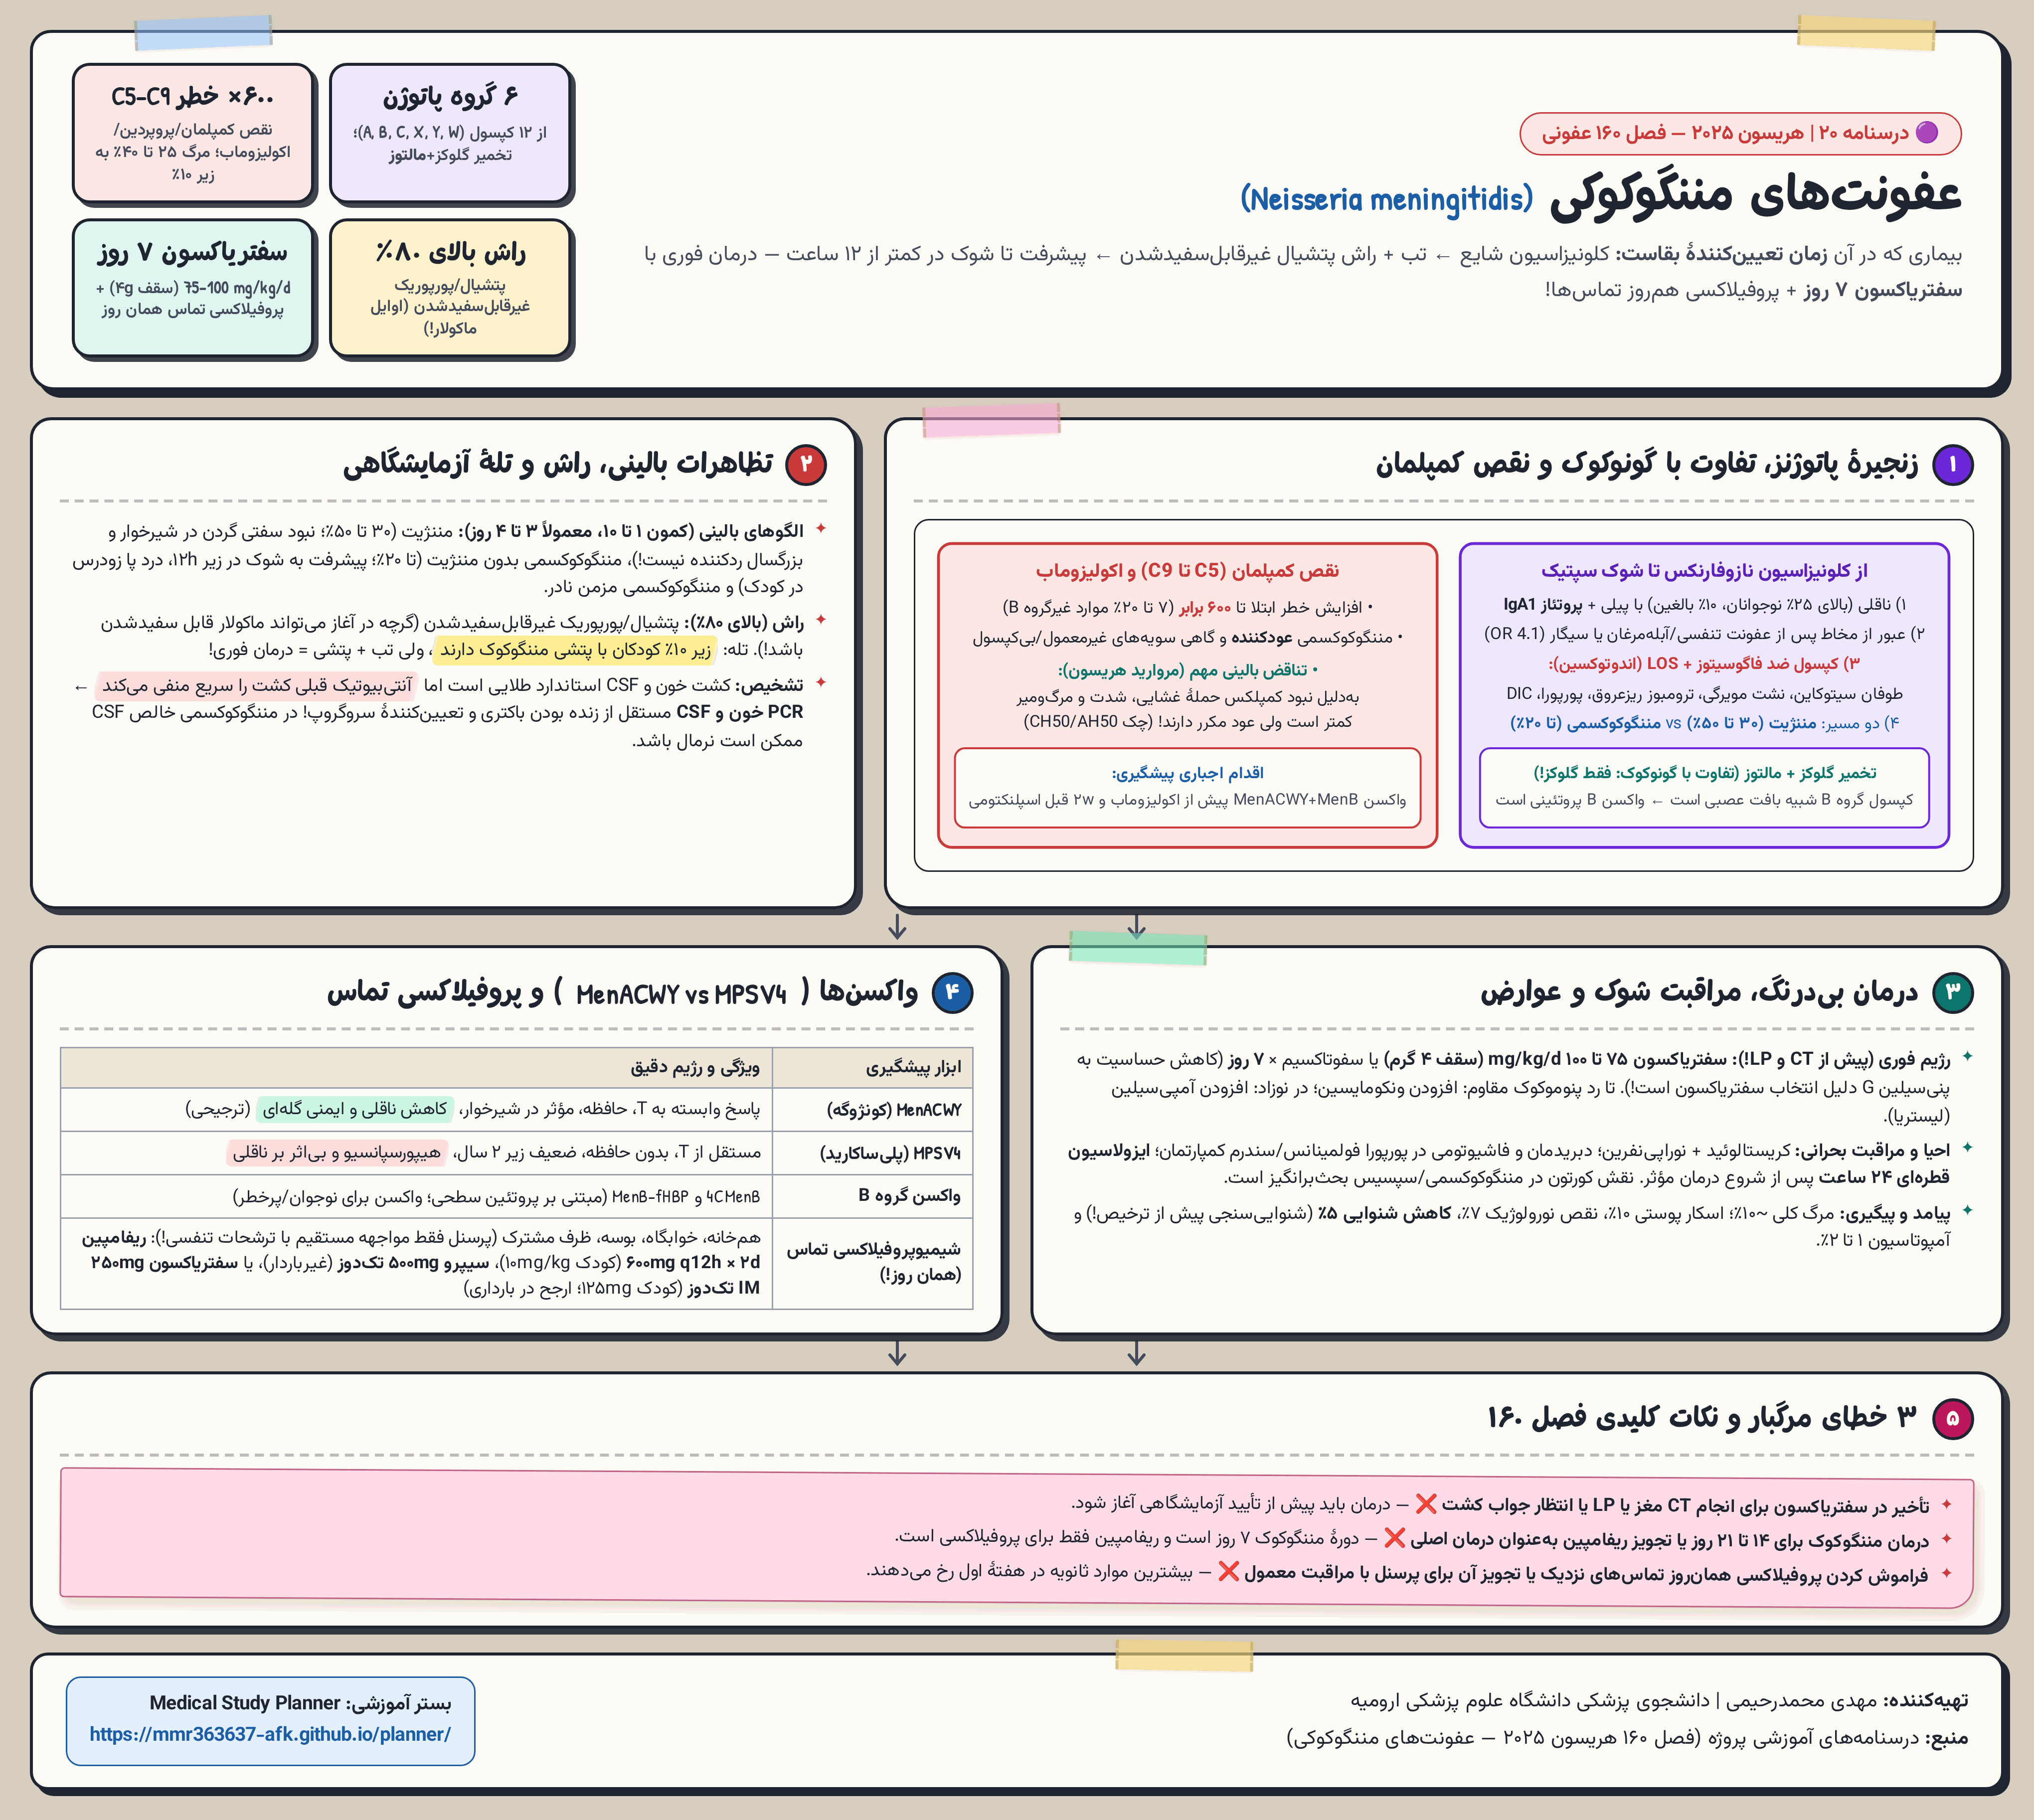 درسنامه ۲۰ | هریسون ۲۰۲۵ — فصل ۱۶۰ عفونی
عفونت‌های مننگوکوکی (Neisseria meningitidis)
بیماری که در آن زمان تعیین‌کنندهٔ بقاست: کلونیزاسیون شایع ← تب + راش پتشیال غیرقابل‌سفیدشدن ← پیشرفت تا شوک در کمتر از ۱۲ ساعت — درمان فوری با
سفتریاکسون ۷ روز + پروفیلاکسی هم‌روز تماس‌ها!
۶ گروه پاتوژن
از ۱۲ کپسول (A, B, C, X, Y, W)؛
تخمیر گلوکز+مالتوز
۶۰۰× خطر C5–C۹
نقص کمپلمان/پروپردین/
اکولیزوماب؛ مرگ ۲۵ تا ۴۰٪ به
زیر ۱۰٪
راش بالای ۸۰٪
پتشیال/پورپوریک
غیرقابل‌سفیدشدن (اوایل
ماکولار!)
سفتریاکسون ۷ روز
75-100 mg/kg/d (سقف ۴g) +
پروفیلاکسی تماس همان روز
۱ زنجیرهٔ پاتوژنز، تفاوت با گونوکوک و نقص کمپلمان
از کلونیزاسیون نازوفارنکس تا شوک سپتیک
۱) ناقلی (بالای ۲۵٪ نوجوانان، ۱۰٪ بالغین) با پیلی + پروتئاز IgA1
۲) عبور از مخاط پس از عفونت تنفسی/آبله‌مرغان یا سیگار (OR 4.1)
۳) کپسول ضد فاگوسیتوز + LOS (اندوتوکسین):
طوفان سیتوکاین، نشت مویرگی، ترومبوز ریزعروق، پورپورا، DIC
۴) دو مسیر: مننژیت (۳۰ تا ۵۰٪) vs مننگوکوکسمی (تا ۲۰٪)
تخمیر گلوکز + مالتوز (تفاوت با گونوکوک: فقط گلوکز!)
کپسول گروه B شبیه بافت عصبی است ← واکسن B پروتئینی است
نقص کمپلمان (C5 تا C9) و اکولیزوماب
• افزایش خطر ابتلا تا ۶۰۰ برابر (۷ تا ۲۰٪ موارد غیرگروه B)
• مننگوکوکسمی عودکننده و گاهی سویه‌های غیرمعمول/بی‌کپسول
• تناقض بالینی مهم (مروارید هریسون):
به‌دلیل نبود کمپلکس حملهٔ غشایی، شدت و مرگ‌ومیر
کمتر است ولی عود مکرر دارند! (چک CH50/AH50)
اقدام اجباری پیشگیری:
واکسن MenACWY+MenB پیش از اکولیزوماب و ۲w قبل اسپلنکتومی
۲ تظاهرات بالینی، راش و تلهٔ آزمایشگاهی
✦ الگوهای بالینی (کمون ۱ تا ۱۰، معمولاً ۳ تا ۴ روز): مننژیت (۳۰ تا ۵۰٪؛ نبود سفتی گردن در شیرخوار و
بزرگسال ردکننده نیست!)، مننگوکوکسمی بدون مننژیت (تا ۲۰٪؛ پیشرفت به شوک در زیر ۱۲h، درد پا زودرس
در کودک) و مننگوکوکسمی مزمن نادر.
✦ راش (بالای ۸۰٪): پتشیال/پورپوریک غیرقابل‌سفیدشدن (گرچه در آغاز می‌تواند ماکولار قابل سفیدشدن
باشد!). تله: زیر ۱۰٪ کودکان با پتشی مننگوکوک دارند، ولی تب + پتشی = درمان فوری!
✦ تشخیص: کشت خون و CSF استاندارد طلایی است اما آنتی‌بیوتیک قبلی کشت را سریع منفی می‌کند ←
PCR خون و CSF مستقل از زنده بودن باکتری و تعیین‌کنندهٔ سروگروپ! در مننگوکوکسمی خالص CSF
ممکن است نرمال باشد.
۳ درمان بی‌درنگ، مراقبت شوک و عوارض
✦ رژیم فوری (پیش از CT و LP!): سفتریاکسون ۷۵ تا ۱۰۰ mg/kg/d (سقف ۴ گرم) یا سفوتاکسیم × ۷ روز (کاهش حساسیت به
پنی‌سیلین G دلیل انتخاب سفتریاکسون است!). تا رد پنوموکوک مقاوم: افزودن ونکومایسین؛ در نوزاد: افزودن آمپی‌سیلین
(لیستریا).
✦ احیا و مراقبت بحرانی: کریستالوئید + نوراپی‌نفرین؛ دبریدمان و فاشیوتومی در پورپورا فولمینانس/سندرم کمپارتمان؛ ایزولاسیون
قطره‌ای ۲۴ ساعت پس از شروع درمان مؤثر. نقش کورتون در مننگوکوکسمی/سپسیس بحث‌برانگیز است.
✦ پیامد و پیگیری: مرگ کلی ~۱۰٪؛ اسکار پوستی ۱۰٪، نقص نورولوژیک ۷٪، کاهش شنوایی ۵٪ (شنوایی‌سنجی پیش از ترخیص!) و
آمپوتاسیون ۱ تا ۲٪.
۴ واکسن‌ها ( MenACWY vs MPSV4 ) و پروفیلاکسی تماس
ابزار پیشگیری ویژگی و رژیم دقیق
MenACWY (کونژوگه) پاسخ وابسته به T، حافظه، مؤثر در شیرخوار، کاهش ناقلی و ایمنی گله‌ای (ترجیحی)
MPSV۴ (پلی‌ساکارید) مستقل از T، بدون حافظه، ضعیف زیر ۲ سال، هیپورسپانسیو و بی‌اثر بر ناقلی
واکسن گروه B ۴CMenB و MenB-fHBP (مبتنی بر پروتئین سطحی؛ واکسن برای نوجوان/پرخطر)
شیمیوپروفیلاکسی تماس
(همان روز!)
هم‌خانه، خوابگاه، بوسه، ظرف مشترک (پرسنل فقط مواجهه مستقیم با ترشحات تنفسی!): ریفامپین
۶۰۰mg q12h × ۲d (کودک ۱۰mg/kg)، سیپرو ۵۰۰mg تک‌دوز (غیرباردار)، یا سفتریاکسون ۲۵۰mg
IM تک‌دوز (کودک ۱۲۵mg؛ ارجح در بارداری)
۵ ۳ خطای مرگبار و نکات کلیدی فصل ۱۶۰
✦ تأخیر در سفتریاکسون برای انجام CT مغز یا LP یا انتظار جواب کشت ❌ — درمان باید پیش از تأیید آزمایشگاهی آغاز شود.
✦ درمان مننگوکوک برای ۱۴ تا ۲۱ روز یا تجویز ریفامپین به‌عنوان درمان اصلی ❌ — دورهٔ مننگوکوک ۷ روز است و ریفامپین فقط برای پروفیلاکسی است.
✦ فراموش کردن پروفیلاکسی همان‌روز تماس‌های نزدیک یا تجویز آن برای پرسنل با مراقبت معمول ❌ — بیشترین موارد ثانویه در هفتهٔ اول رخ می‌دهند.
تهیه‌کننده: مهدی محمدرحیمی | دانشجوی پزشکی دانشگاه علوم پزشکی ارومیه
منبع: درسنامه‌های آموزشی پروژه (فصل ۱۶۰ هریسون ۲۰۲۵ — عفونت‌های مننگوکوکی)
بستر آموزشی: Medical Study Planner
https://mmr363637-afk.github.io/planner/